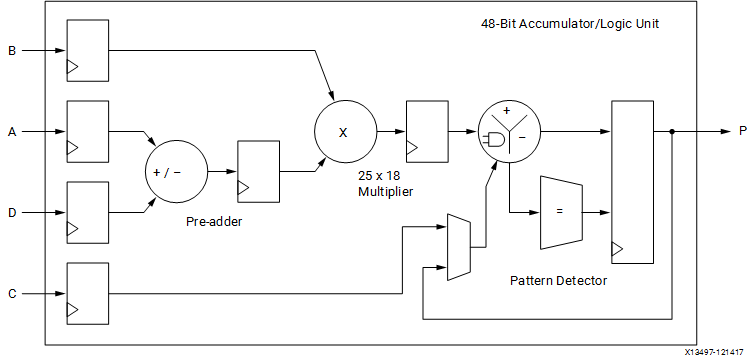 48-Bit Accumulator/Logic Unit
B
A
D
C
+ / −
Pre-adder
X
25 x 18
Multiplier
+
−
=
Pattern Detector
P
X13497-121417